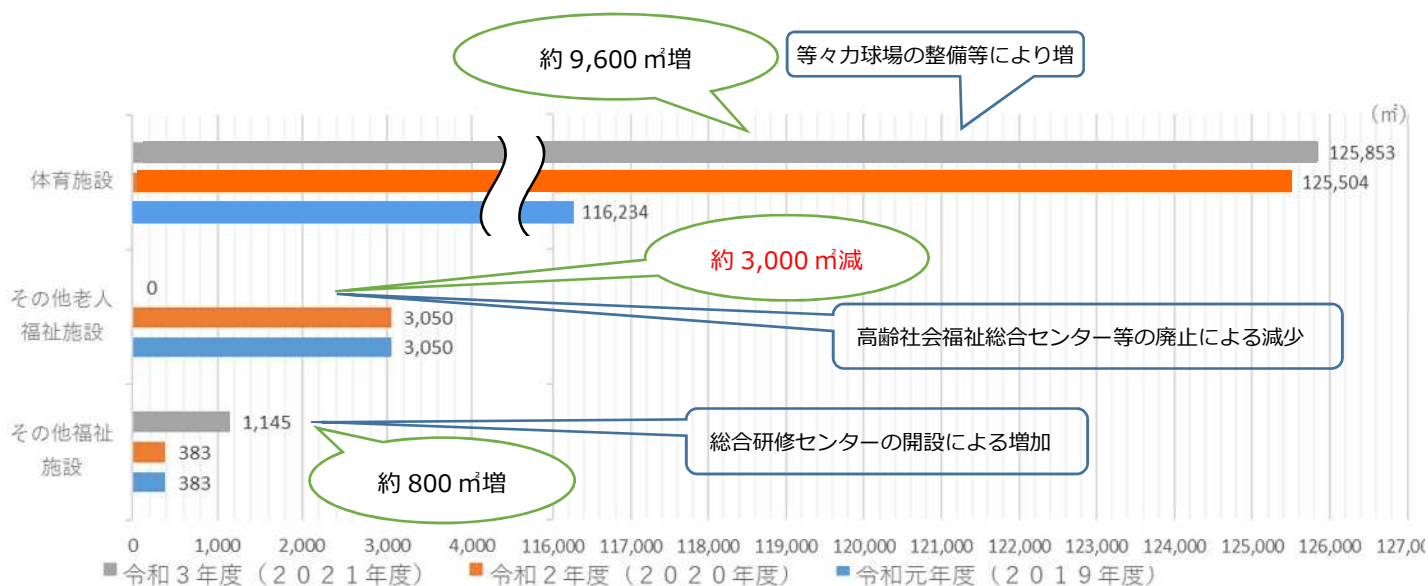 約 9,600 ㎡増
等々力球場の整備等により増
(㎡)
体育施設
125,853
125,504
116,234
約 3,000 ㎡減
その他老人
福祉施設
0
3,050
3,050
高齢社会福祉総合センター等の廃止による減少
その他福祉
施設
1,145
383
383
総合研修センターの開設による増加
約 800 ㎡増
0 1,000 2,000 3,000 4,000 116,000 117,000 118,000 119,000 120,000 121,000 122,000 123,000 124,000 125,000 126,000 127,00
令和３年度（２０２１年度） 令和２年度（２０２０年度） 令和元年度（２０１９年度）